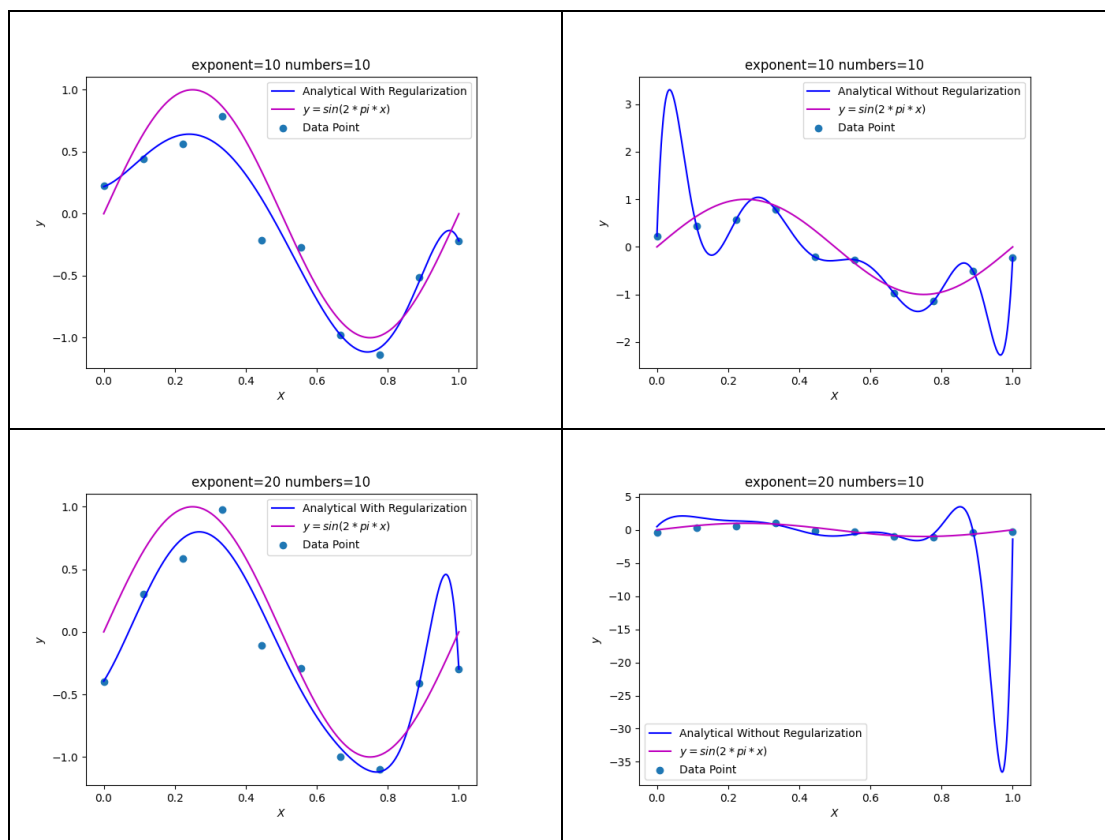 exponent=10 numbers=10
Analytical With Regularization
y = sin(2 * pi * x)
Data Point
1.0
0.5
0.0
−0.5
−1.0
y
0.0 0.2 0.4 0.6 0.8 1.0
X
exponent=10 numbers=10
Analytical Without Regularization
y = sin(2 * pi * x)
Data Point
3
2
1
0
−1
−2
y
0.0 0.2 0.4 0.6 0.8 1.0
X
exponent=20 numbers=10
Analytical With Regularization
y = sin(2 * pi * x)
Data Point
1.0
0.5
0.0
−0.5
−1.0
y
0.0 0.2 0.4 0.6 0.8 1.0
X
exponent=20 numbers=10
5
0
−5
−10
−15
−20
−25
−30
−35
y
Analytical Without Regularization
y = sin(2 * pi * x)
Data Point
0.0 0.2 0.4 0.6 0.8 1.0
X